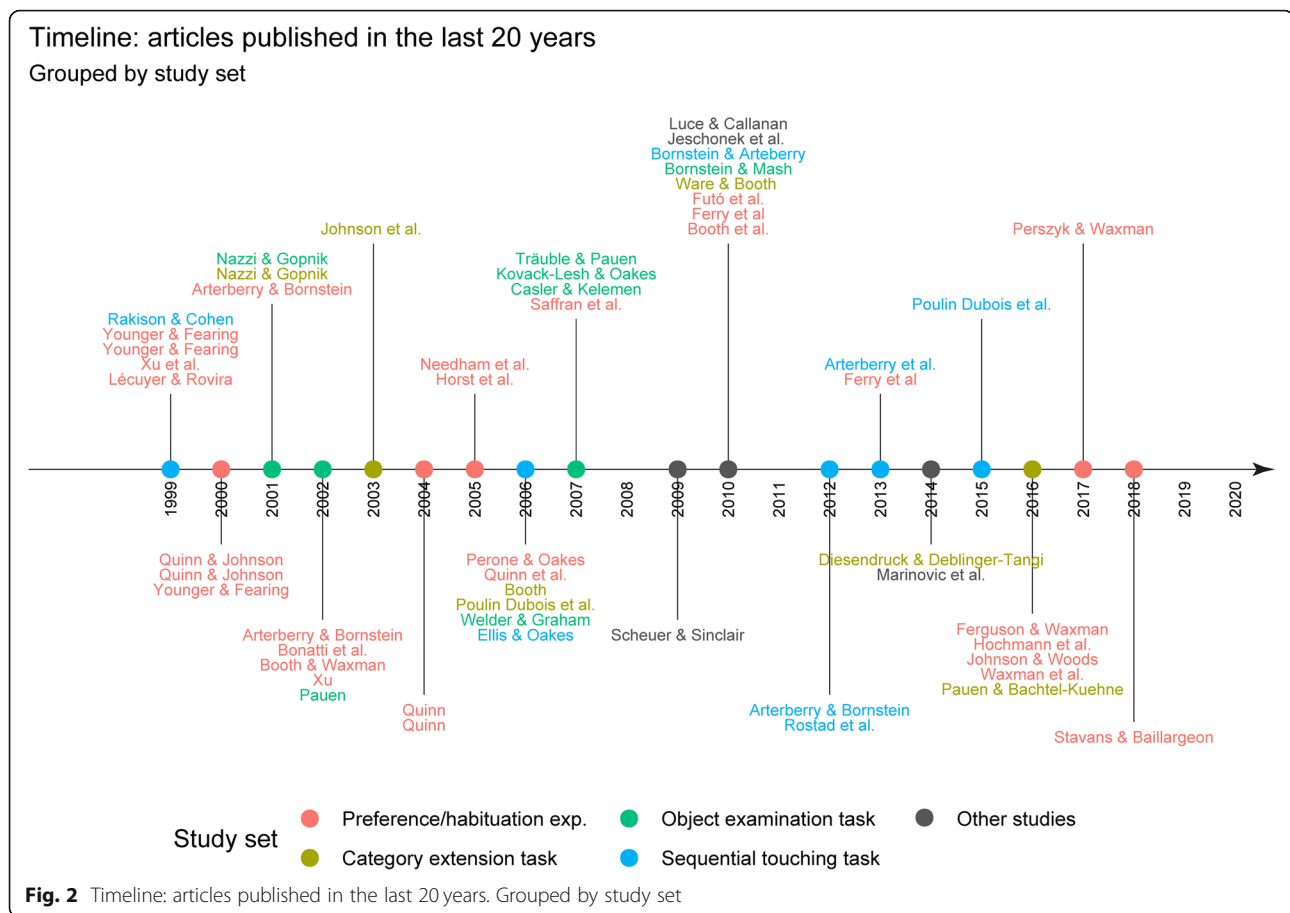 Timeline: articles published in the last 20 years
Grouped by study set
Luce & Callanan
Jeschonek et al.
Bornstein & Arteberry
Bornstein & Mash
Ware & Booth
Futó et al.
Ferry et al
Booth et al.
Johnson et al.
Perszyk & Waxman
Nazzi & Gopnik
Nazzi & Gopnik
Arterberry & Bornstein
Träuble & Pauen
Kovack-Lesh & Oakes
Casler & Kelemen
Saffran et al.
Poulin Dubois et al.
Rakison & Cohen
Younger & Fearing
Younger & Fearing
Xu et al.
Lécuyer & Rovira
Needham et al.
Horst et al.
Arterberry et al.
Ferry et al
1999
2000
2001
2002
2003
2004
2005
2006
2007
2008
2009
2010
2011
2012
2013
2014
2015
2016
2017
2018
2019
2020
Quinn & Johnson
Quinn & Johnson
Younger & Fearing
Perone & Oakes
Quinn et al.
Booth
Poulin Dubois et al.
Welder & Graham
Ellis & Oakes
Diesendruck & Deblinger-Tangi
Marinovic et al.
Arterberry & Bornstein
Bonatti et al.
Booth & Waxman
Xu
Pauen
Scheuer & Sinclair
Ferguson & Waxman
Hochmann et al.
Johnson & Woods
Waxman et al.
Pauen & Bachtel-Kuehne
Quinn
Quinn
Arterberry & Bornstein
Rostad et al.
Stavans & Baillargeon
Study set
Preference/habituation exp.
Category extension task
Object examination task
Sequential touching task
Other studies
Fig. 2 Timeline: articles published in the last 20 years. Grouped by study set